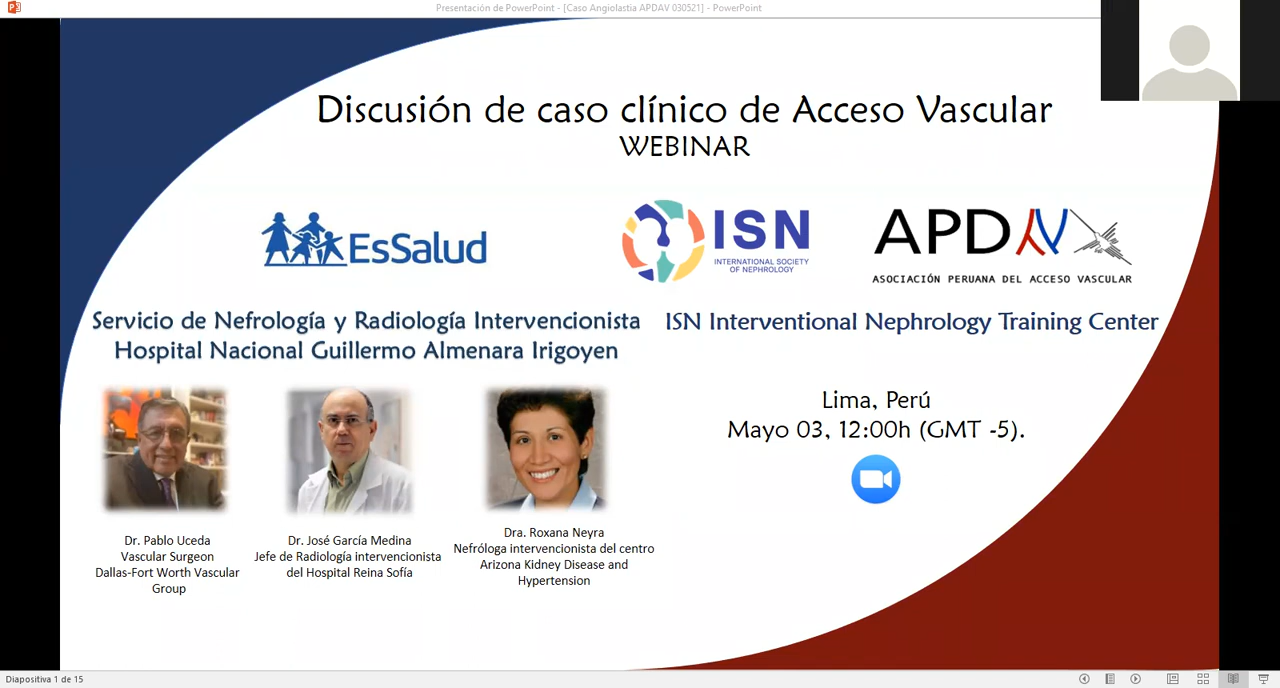 Presentación de PowerPoint - [Caso Angiolastia APDAV 030521] - PowerPoint
Discusión de caso clínico de Acceso Vascular
WEBINAR
EsSalud
ISN
INTERNATIONAL SOCIETY
OF NEPHROLOGY
APDAV
ASOCIACIÓN PERUANA DEL ACCESO VASCULAR
Servicio de Nefrología y Radiología Intervencionista
Hospital Nacional Guillermo Almenara Irigoyen
ISN Interventional Nephrology Training Center
Lima, Perú
Mayo 03, 12:00h (GMT -5).
Dr. Pablo Uceda
Vascular Surgeon
Dallas-Fort Worth Vascular
Group
Dr. José García Medina
Jefe de Radiología intervencionista
del Hospital Reina Sofía
Dra. Roxana Neyra
Nefróloga intervencionista del centro
Arizona Kidney Disease and
Hypertension
Diapositiva 1 de 15